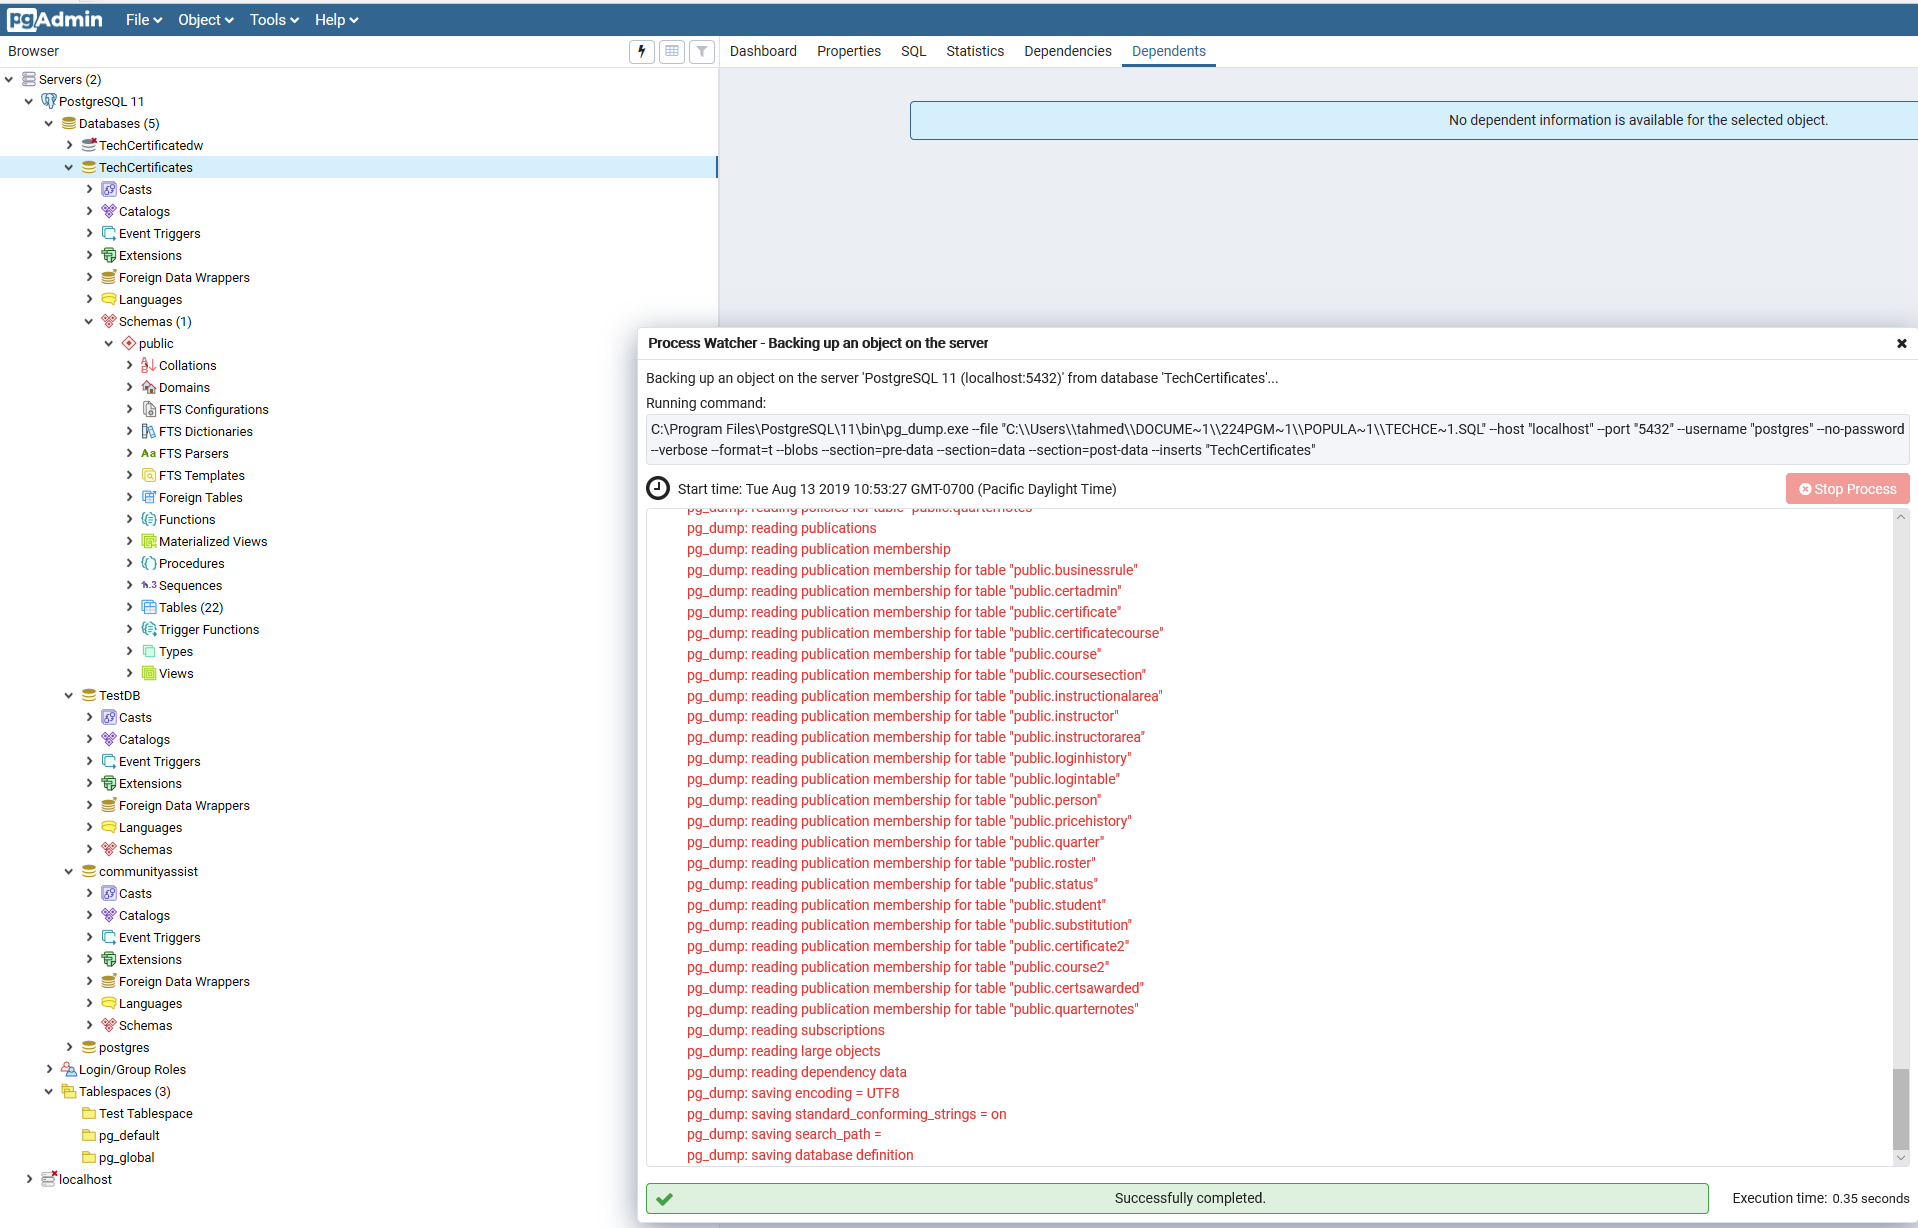 pgAdmin File Object Tools Help
Browser
Dashboard Properties SQL Statistics Dependencies Dependents
Servers (2)
PostgreSQL 11
Databases (5)
TechCertificatedw
TechCertificates
Casts
Catalogs
Event Triggers
Extensions
Foreign Data Wrappers
Languages
Schemas (1)
public
Collations
Domains
FTS Configurations
FTS Dictionaries
FTS Parsers
FTS Templates
Foreign Tables
Functions
Materialized Views
Procedures
Sequences
Tables (22)
Trigger Functions
Types
Views
TestDB
Casts
Catalogs
Event Triggers
Extensions
Foreign Data Wrappers
Languages
Schemas
communityassist
Casts
Catalogs
Event Triggers
Extensions
Foreign Data Wrappers
Languages
Schemas
postgres
Login/Group Roles
Tablespaces (3)
Test Tablespace
pg_default
pg_global
localhost
No dependent information is available for the selected object.
Process Watcher - Backing up an object on the server
Backing up an object on the server 'PostgreSQL 11 (localhost:5432)' from database 'TechCertificates'...
Running command:
C:\Program Files\PostgreSQL\11\bin\pg_dump.exe --file "C:\\Users\\tahmed\\DOCUME~1\\224PGM~1\\POPULA~1\\TECHCE~1.SQL" --host "localhost" --port "5432" --username "postgres" --no-password
--verbose --format=t --blobs --section=pre-data --section=data --section=post-data --inserts "TechCertificates"
Start time: Tue Aug 13 2019 10:53:27 GMT-0700 (Pacific Daylight Time)
Stop Process
pg_dump: reading policies for table "public.quarternotes"
pg_dump: reading publications
pg_dump: reading publication membership
pg_dump: reading publication membership for table "public.businessrule"
pg_dump: reading publication membership for table "public.certadmin"
pg_dump: reading publication membership for table "public.certificate"
pg_dump: reading publication membership for table "public.certificatecourse"
pg_dump: reading publication membership for table "public.course"
pg_dump: reading publication membership for table "public.coursesection"
pg_dump: reading publication membership for table "public.instructionalarea"
pg_dump: reading publication membership for table "public.instructor"
pg_dump: reading publication membership for table "public.instructorarea"
pg_dump: reading publication membership for table "public.loginhistory"
pg_dump: reading publication membership for table "public.logintable"
pg_dump: reading publication membership for table "public.person"
pg_dump: reading publication membership for table "public.pricehistory"
pg_dump: reading publication membership for table "public.quarter"
pg_dump: reading publication membership for table "public.roster"
pg_dump: reading publication membership for table "public.status"
pg_dump: reading publication membership for table "public.student"
pg_dump: reading publication membership for table "public.substitution"
pg_dump: reading publication membership for table "public.certificate2"
pg_dump: reading publication membership for table "public.course2"
pg_dump: reading publication membership for table "public.certsawarded"
pg_dump: reading publication membership for table "public.quarternotes"
pg_dump: reading subscriptions
pg_dump: reading large objects
pg_dump: reading dependency data
pg_dump: saving encoding = UTF8
pg_dump: saving standard_conforming_strings = on
pg_dump: saving search_path =
pg_dump: saving database definition
Successfully completed.
Execution time: 0.35 seconds